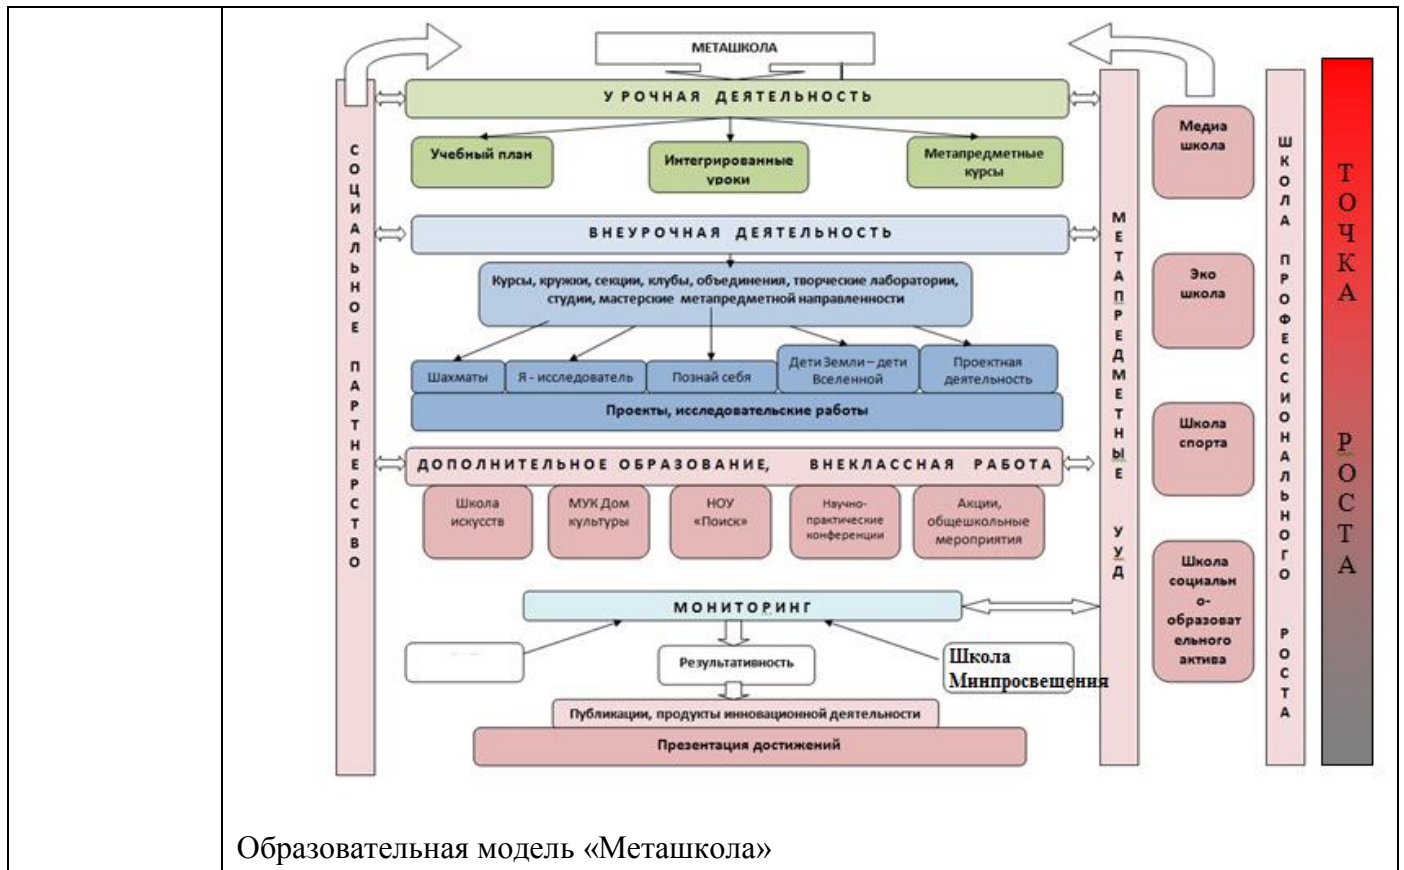 МЕТАШКОЛА
УРОЧНАЯ ДЕЯТЕЛЬНОСТЬ
Учебный план
Интегрированные
уроки
Метапредметные
курсы
ВНЕУРОЧНАЯ ДЕЯТЕЛЬНОСТЬ
Курсы, кружки, секции, клубы, объединения, творческие лаборатории,
студии, мастерские метапредметной направленности
Шахматы
Я - исследователь
Познай себя
Дети Земли – дети
Вселенной
Проектная
деятельность
Проекты, исследовательские работы
ДОПОЛНИТЕЛЬНОЕ ОБРАЗОВАНИЕ, ВНЕКЛАССНАЯ РАБОТА
Школа
искусств
МУК Дом
культуры
НОУ
«Поиск»
Научно-
практические
конференции
Акции,
общешкольные
мероприятия
МОНИТОРИНГ
Результативность
Школа
Минпросвещения
Публикации, продукты инновационной деятельности
Презентация достижений
СОЦИАЛЬНОЕ ПАРТНЕРСТВО
МЕТАПРЕДМЕТНЫЕ УУД
Медиа
школа
Эко
школа
Школа
спорта
Школа
социальн
о-
образоват
ельного
актива
ШКОЛА ПРОФЕССИОНАЛЬНОГО РОСТА
ТОЧКА РОСТА
Образовательная модель «Меташкола»